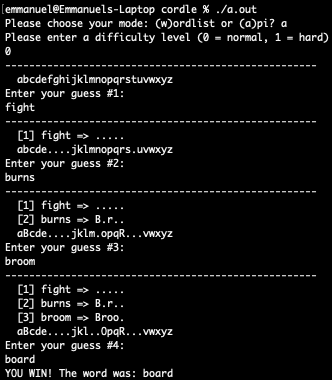 [emmanuel@Emmanuels-Laptop cordle % ./a.out
Please choose your mode: (w)ordlist or (a)pi? a
Please enter a difficulty level (0 = normal, 1 = hard)
0
--------------------------------------------------
  abcdefghijklmnopqrstuvwxyz
Enter your guess #1:
fight
--------------------------------------------------
  [1] fight => .....
  abcde....jklmnopqrs.uvwxyz
Enter your guess #2:
burns
--------------------------------------------------
  [1] fight => .....
  [2] burns => B.r..
  aBcde....jklm.opqR...vwxyz
Enter your guess #3:
broom
--------------------------------------------------
  [1] fight => .....
  [2] burns => B.r..
  [3] broom => Broo.
  aBcde....jkl..OpqR...vwxyz
Enter your guess #4:
board
YOU WIN! The word was: board